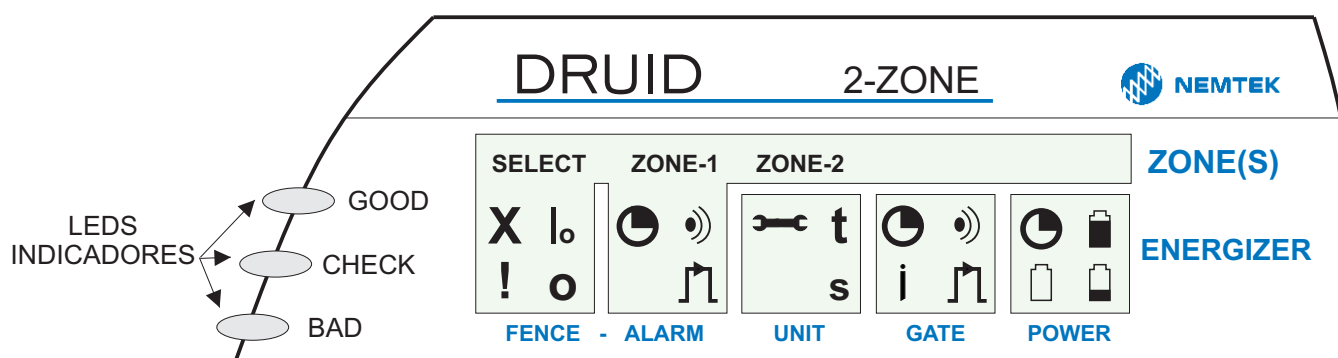 DRUID 2-ZONE NEMTEK
SELECT ZONE-1 ZONE-2 ZONE(S)
GOOD
LEDS
INDICADORES
CHECK
BAD
X Io t
! o s i
ENERGIZER
FENCE - ALARM UNIT GATE POWER